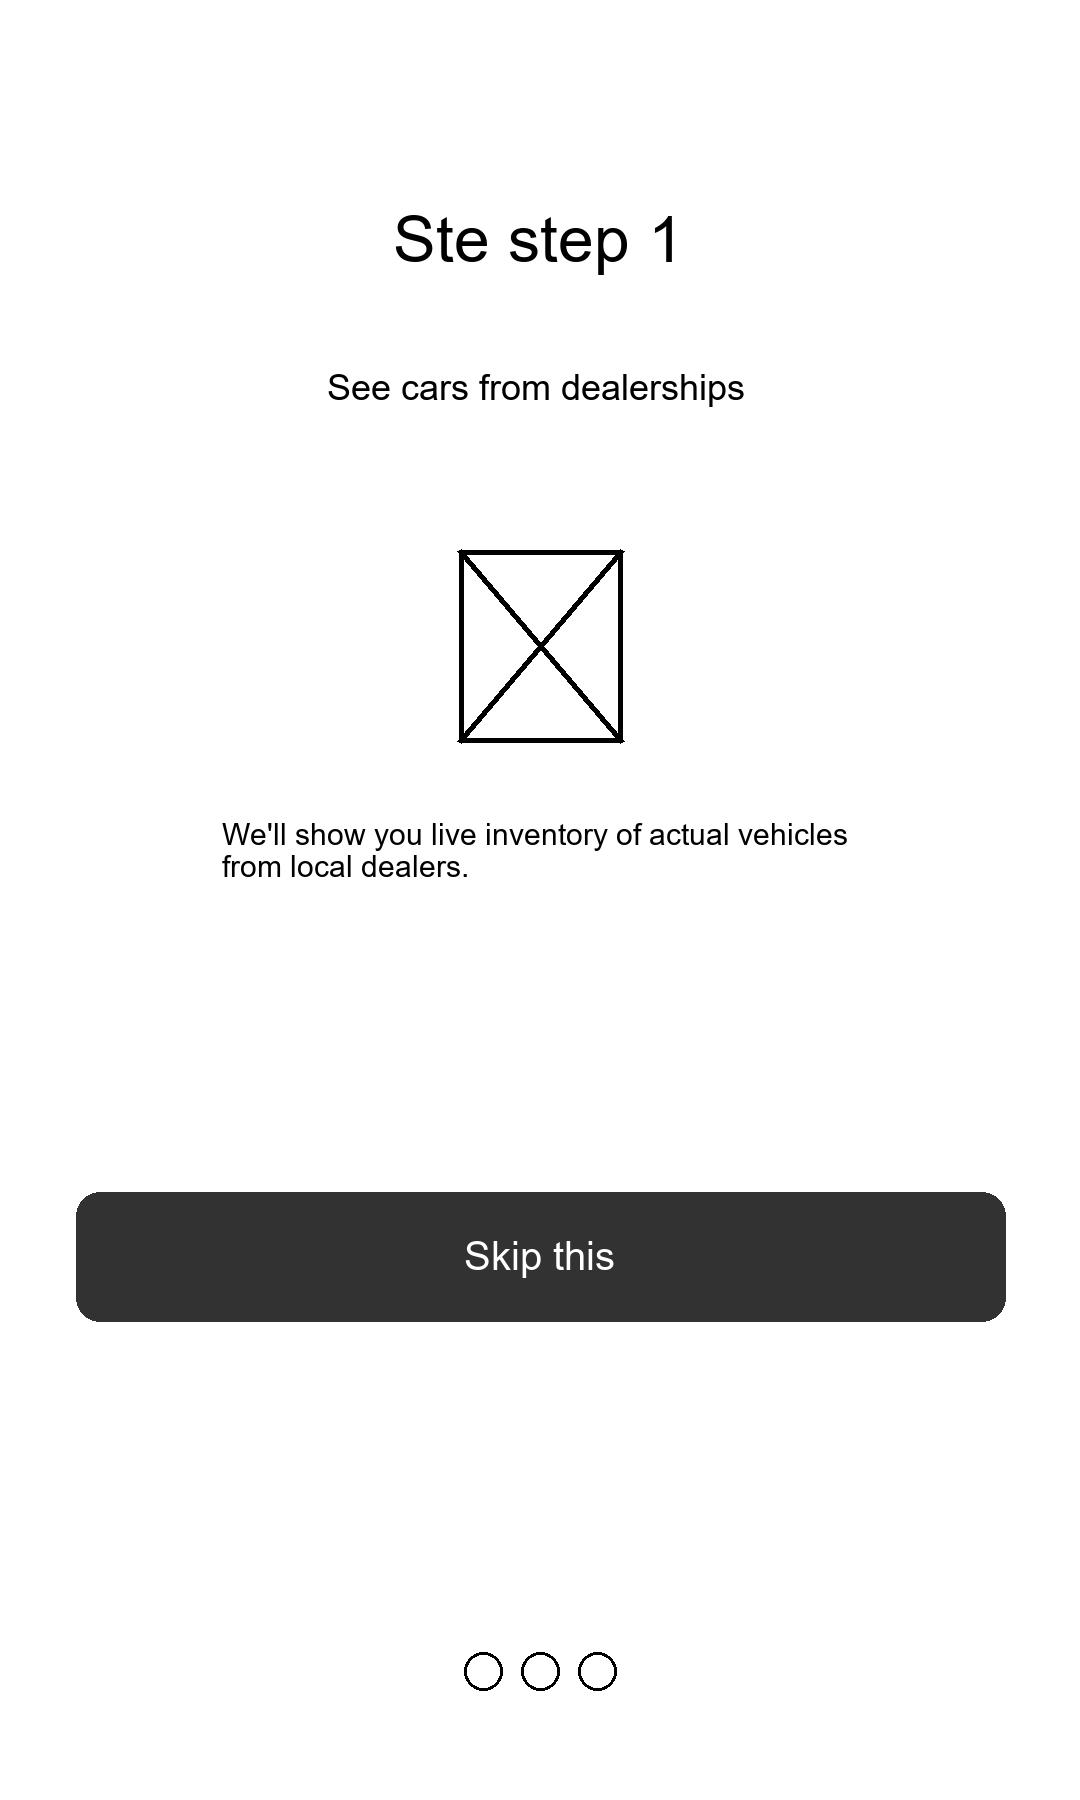 Ste step 1
See cars from dealerships
We'll show you live inventory of actual vehicles
from local dealers.
Skip this